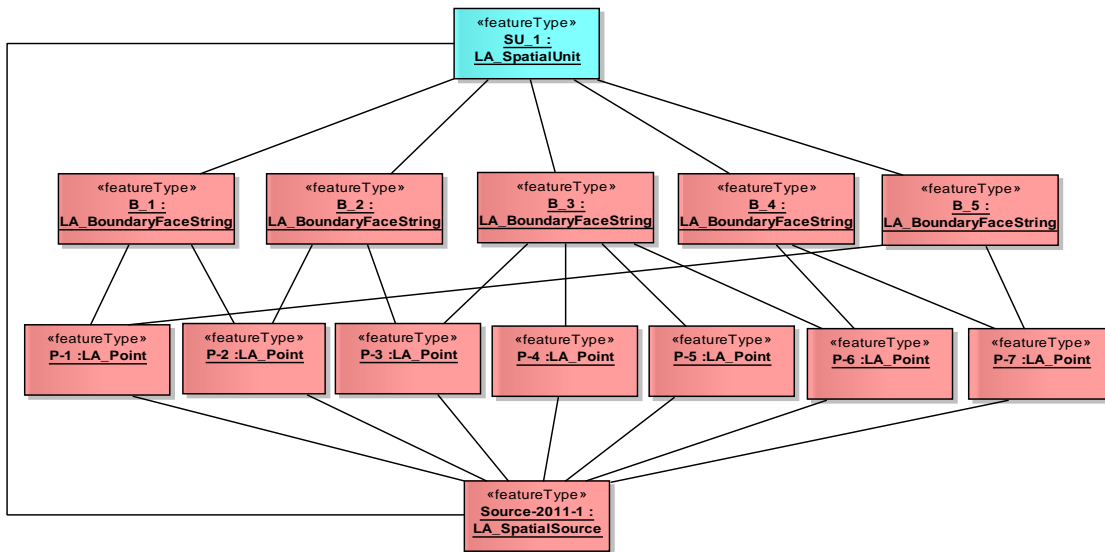 «featureType»
SU_1 :
LA_SpatialUnit
«featureType»
B_1 :
LA_BoundaryFaceString
«featureType»
B_2 :
LA_BoundaryFaceString
«featureType»
B_3 :
LA_BoundaryFaceString
«featureType»
B_4 :
LA_BoundaryFaceString
«featureType»
B_5 :
LA_BoundaryFaceString
«featureType»
P-1 :LA_Point
«featureType»
P-2 :LA_Point
«featureType»
P-3 :LA_Point
«featureType»
P-4 :LA_Point
«featureType»
P-5 :LA_Point
«featureType»
P-6 :LA_Point
«featureType»
P-7 :LA_Point
«featureType»
Source-2011-1 :
LA_SpatialSource